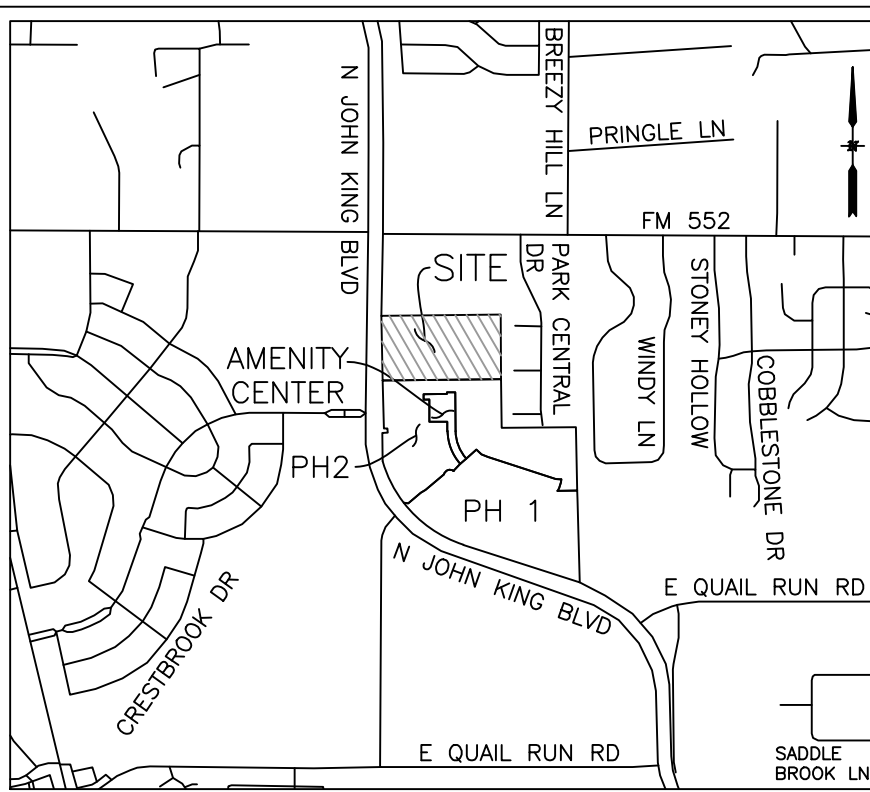 N JOHN KING BLVD
BREEZY HILL LN
PRINGLE LN
N
FM 552
SITE
PARK CENTRAL
DR
STONEY HOLLOW
WINDY LN
AMENITY
CENTER
COBBLESTONE DR
PH2
PH 1
N JOHN KING BLVD
E QUAIL RUN RD
CRESTBROOK DR
E QUAIL RUN RD
SADDLE
BROOK LN